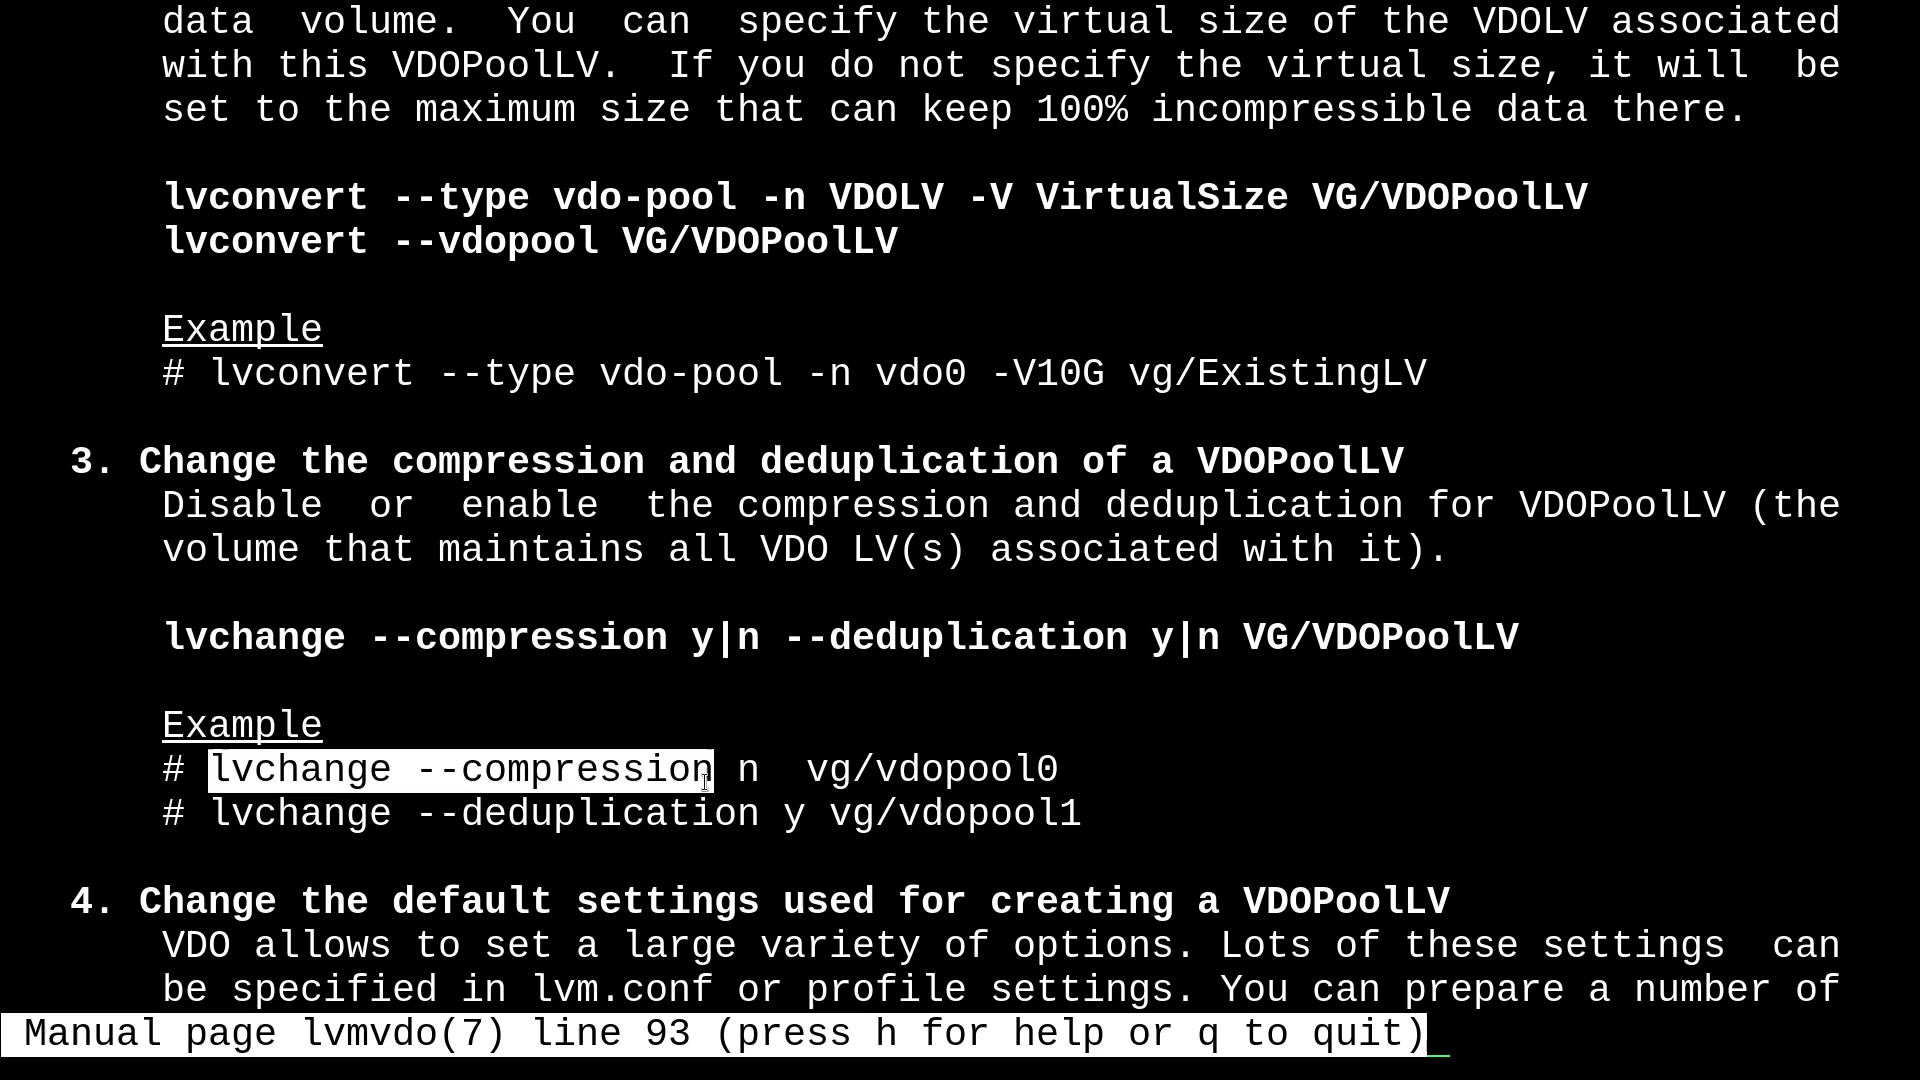 data  volume.  You  can  specify the virtual size of the VDOLV associated
with this VDOPoolLV.  If you do not specify the virtual size, it will  be
set to the maximum size that can keep 100% incompressible data there.
lvconvert --type vdo-pool -n VDOLV -V VirtualSize VG/VDOPoolLV
lvconvert --vdopool VG/VDOPoolLV
Example
# lvconvert --type vdo-pool -n vdo0 -V10G vg/ExistingLV
3. Change the compression and deduplication of a VDOPoolLV
Disable  or  enable  the compression and deduplication for VDOPoolLV (the
volume that maintains all VDO LV(s) associated with it).
lvchange --compression y|n --deduplication y|n VG/VDOPoolLV
Example
# lvchange --compression n  vg/vdopool0
# lvchange --deduplication y vg/vdopool1
4. Change the default settings used for creating a VDOPoolLV
VDO allows to set a large variety of options. Lots of these settings  can
be specified in lvm.conf or profile settings. You can prepare a number of
Manual page lvmvdo(7) line 93 (press h for help or q to quit)